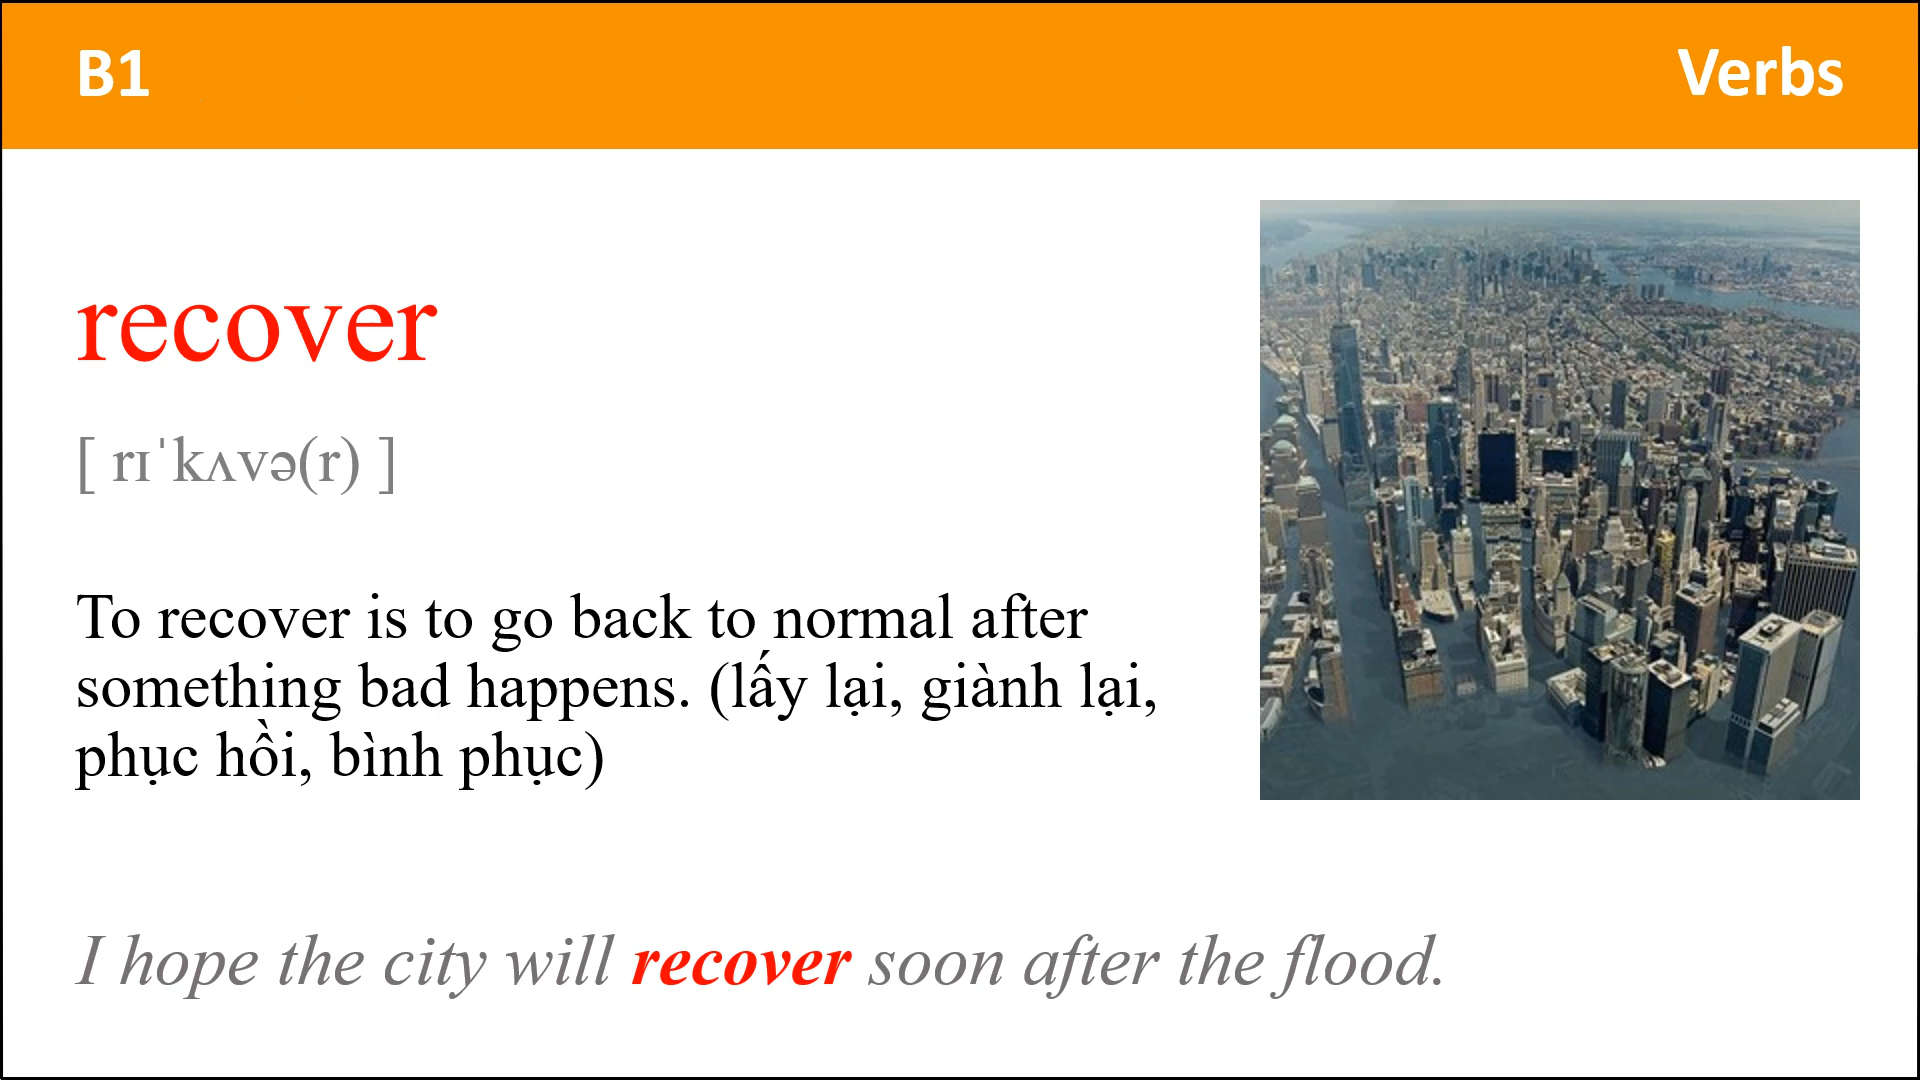 B1
Verbs
recover
[ rɪˈkʌvə(r) ]
To recover is to go back to normal after
something bad happens. (lấy lại, giành lại,
phục hồi, bình phục)
I hope the city will recover soon after the flood.